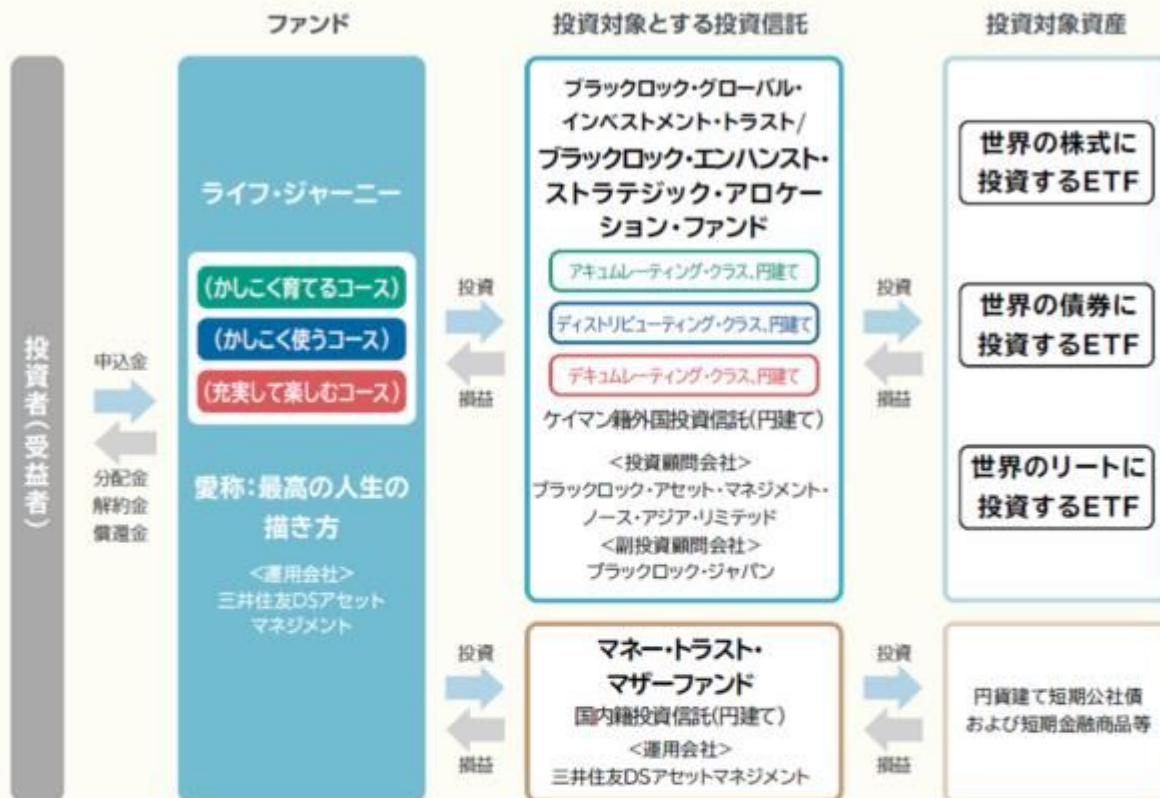 ファンド
投資対象とする投資信託
投資対象資産
投資者(受益者)
申込金
分配金
解約金
償還金
ライフ・ジャーニー
(かしこく育てるコース)
(かしこく使うコース)
(充実して楽しむコース)
愛称:最高の人生の
描き方
<運用会社>
三井住友DSアセット
マネジメント
投資
損益
ブラックロック・グローバル・
インベストメント・トラスト/
ブラックロック・エンハンスト・
ストラテジック・アロケー
ション・ファンド
アキュムレーティング・クラス、円建て
ディストリビューティング・クラス、円建て
デキュムレーティング・クラス、円建て
ケイマン籍外国投資信託(円建て)
<投資顧問会社>
ブラックロック・アセット・マネジメント・
ノース・アジア・リミテッド
<副投資顧問会社>
ブラックロック・ジャパン
投資
損益
世界の株式に
投資するETF
世界の債券に
投資するETF
世界のリートに
投資するETF
投資
損益
マネー・トラスト・
マザーファンド
国内籍投資信託(円建て)
<運用会社>
三井住友DSアセットマネジメント
投資
損益
円貨建て短期公社債
および短期金融商品等